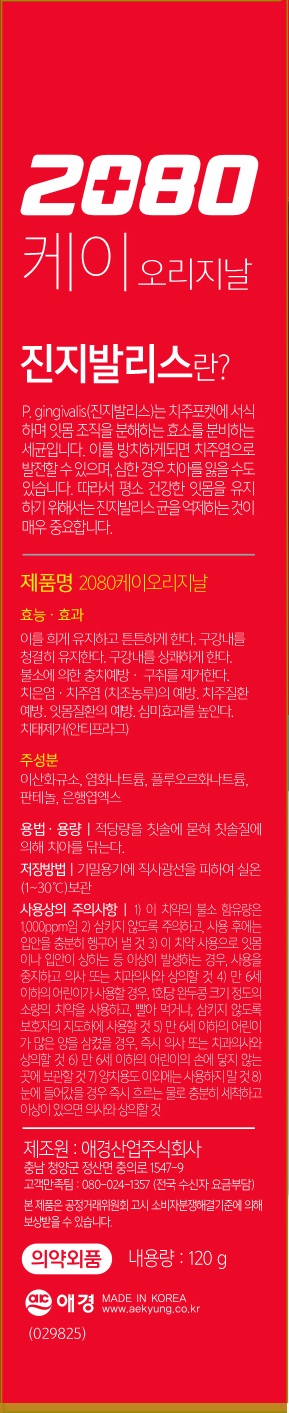 2080
케이 오리지날
진지발리스란?
P. gingivalis(진지발리스)는 치주포켓에 서식
하며 잇몸 조직을 분해하는 효소를 분비하는
세균입니다. 이를 방치하게되면 치주염으로
발전할 수 있으며, 심한 경우 치아를 잃을 수도
있습니다. 따라서 평소 건강한 잇몸을 유지
하기 위해서는 진지발리스 균을 억제하는 것이
매우 중요합니다.
제품명 2080케이오리지날
효능 · 효과
이를 희게 유지하고 튼튼하게 한다. 구강내를
청결히 유지한다. 구강내를 상쾌하게 한다.
불소에 의한 충치예방 · 구취를 제거한다.
치은염 · 치주염 (치조농루)의 예방. 치주질환
예방. 잇몸질환의 예방. 심미효과를 높인다.
치태제거(안티프라그)
주성분
이산화규소, 염화나트륨, 플루오르화나트륨,
판테놀, 은행엽엑스
용법 · 용량 | 적당량을 칫솔에 묻혀 칫솔질에
의해 치아를 닦는다.
저장방법 | 기밀용기에 직사광선을 피하여 실온
(1~30℃)보관
사용상의 주의사항 | 1) 이 치약의 불소 함유량은
1,000ppm임 2) 삼키지 않도록 주의하고, 사용 후에는
입안을 충분히 헹구어 낼 것 3) 이 치약 사용으로 잇몸
이나 입안이 상하는 등 이상이 발생하는 경우, 사용을
중지하고 의사 또는 치과의사와 상의할 것 4) 만 6세
이하의 어린이가 사용할 경우, 1회당 완두콩 크기 정도의
소량의 치약을 사용하고, 빨아 먹거나, 삼키지 않도록
보호자의 지도하에 사용할 것 5) 만 6세 이하의 어린이
가 많은 양을 삼켰을 경우, 즉시 의사 또는 치과의사와
상의할 것 6) 만 6세 이하의 어린이의 손에 닿지 않는
곳에 보관할 것 7) 양치용도 이외에는 사용하지 말 것 8)
눈에 들어갔을 경우 즉시 흐르는 물로 충분히 세척하고
이상이 있으면 의사와 상의할 것
제조원 : 애경산업주식회사
충남 청양군 정산면 충의로 1547-9
고객만족팀 : 080-024-1357 (전국 수신자 요금부담)
본 제품은 공정거래위원회 고시 소비자분쟁해결기준에 의해
보상받을 수 있습니다.
의약외품 내용량 : 120 g
애경 MADE IN KOREA
www.aekyung.co.kr
(029825)